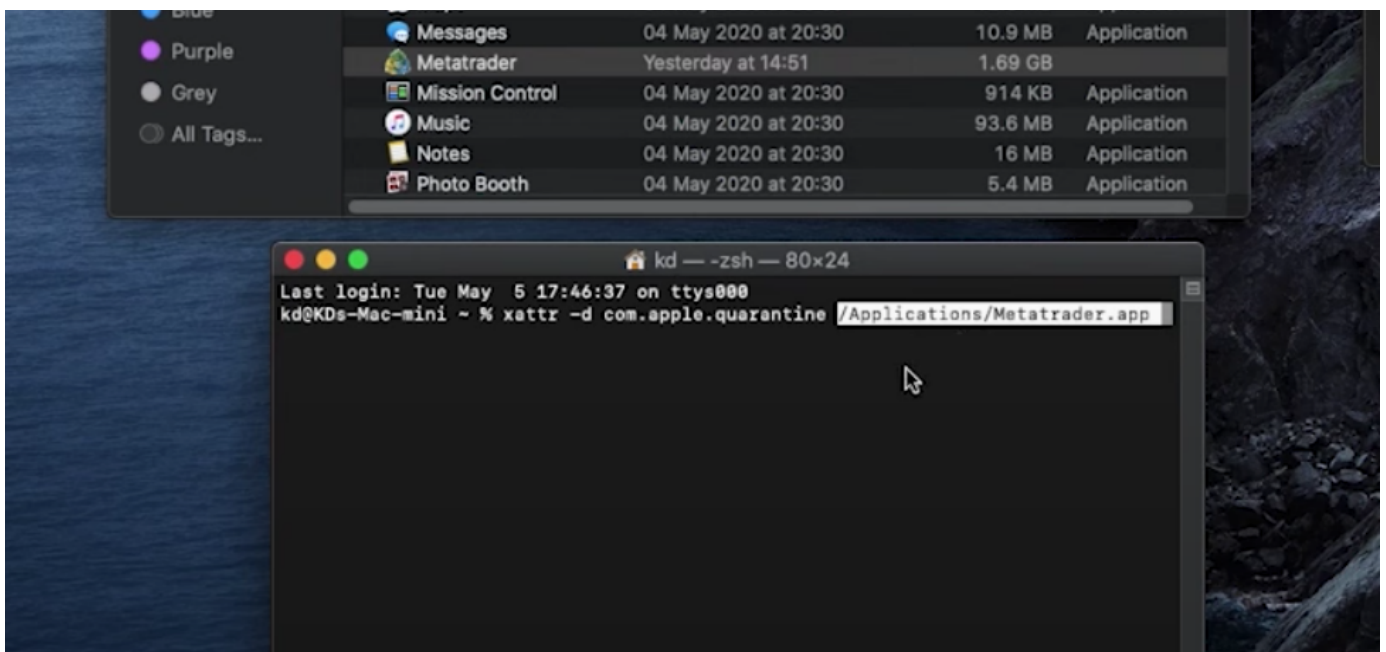 Blue
Purple
Grey
All Tags...
Messages 04 May 2020 at 20:30 10.9 MB Application
Metatrader Yesterday at 14:51 1.69 GB
Mission Control 04 May 2020 at 20:30 914 KB Application
Music 04 May 2020 at 20:30 93.6 MB Application
Notes 04 May 2020 at 20:30 16 MB Application
Photo Booth 04 May 2020 at 20:30 5.4 MB Application
kd — -zsh — 80×24
Last login: Tue May  5 17:46:37 on ttys000
kd@KDs-Mac-mini ~ % xattr -d com.apple.quarantine /Applications/Metatrader.app